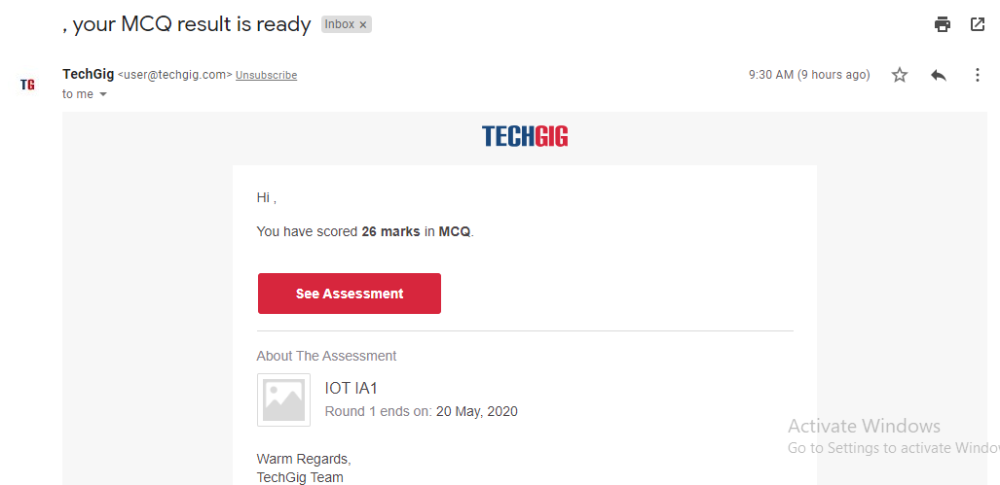 , your MCQ result is ready Inbox ×
TechGig <user@techgig.com> Unsubscribe 9:30 AM (9 hours ago)
TG
to me
TECHGIG
Hi ,
You have scored 26 marks in MCQ.
See Assessment
About The Assessment
IOT IA1
Round 1 ends on: 20 May, 2020
Activate Windows
Go to Settings to activate Windo
Warm Regards,
TechGig Team